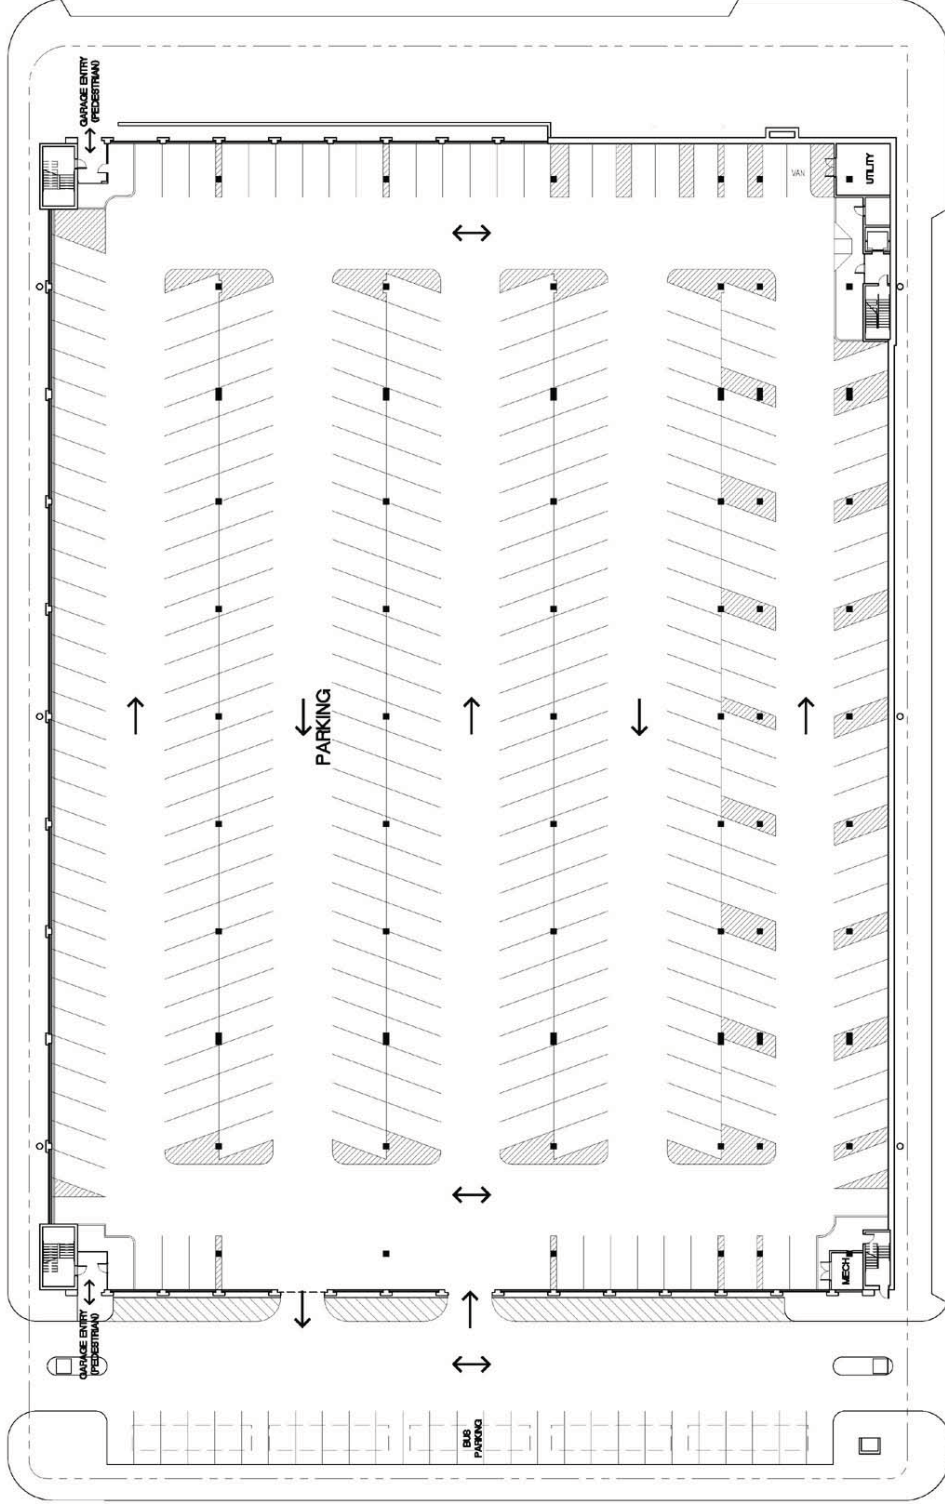 GARAGE ENTRY
(PEDESTRIAN)
VAN
UTILITY
PARKING
MECH
GARAGE ENTRY
(PEDESTRIAN)
BUS
PARKING